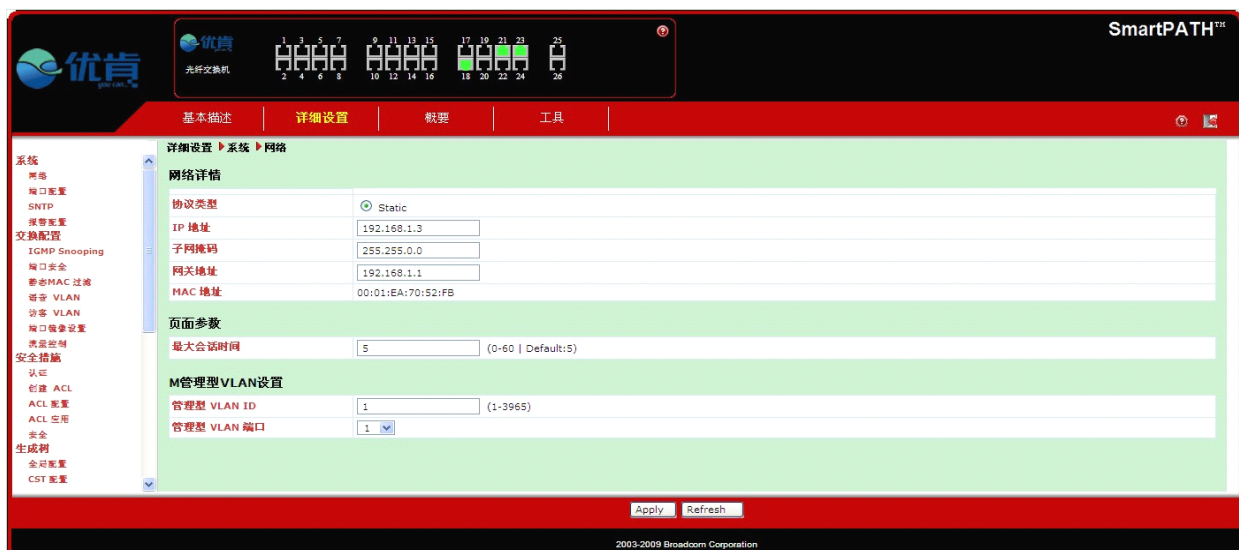 优肯
you can.
优肯
光纤交换机
1 3 5 7 9 11 13 15 17 19 21 23 25
2 4 6 8 10 12 14 16 18 20 22 24 26
SmartPATH™
基本描述 详细设置 概要 工具
详细设置 系统 网络
系统
网络
端口配置
SNTP
报警配置
交换配置
IGMP Snooping
端口安全
静态MAC 过滤
语音 VLAN
访客 VLAN
端口镜像设置
流量控制
安全措施
认证
创建 ACL
ACL 配置
ACL 应用
安全
生成树
全局配置
CST 配置
网络详情
协议类型 Static
IP 地址 192.168.1.3
子网掩码 255.255.0.0
网关地址 192.168.1.1
MAC 地址 00:01:EA:70:52:FB
页面参数
最大会话时间 5 (0-60 | Default:5)
M管理型VLAN设置
管理型 VLAN ID 1 (1-3965)
管理型 VLAN 端口 1
Apply Refresh
2003-2009 Broadcom Corporation